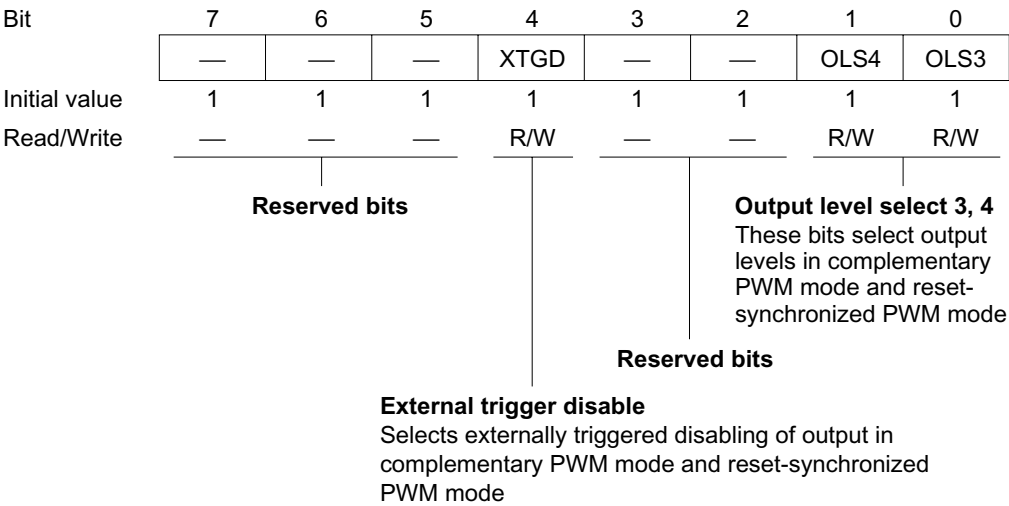 Bit 7 6 5 4 3 2 1 0
— — — XTGD — — OLS4 OLS3
Initial value 1 1 1 1 1 1 1 1
Read/Write — — — R/W — — R/W R/W
Reserved bits
Output level select 3, 4
These bits select output
levels in complementary
PWM mode and reset-
synchronized PWM mode
Reserved bits
External trigger disable
Selects externally triggered disabling of output in
complementary PWM mode and reset-synchronized
PWM mode